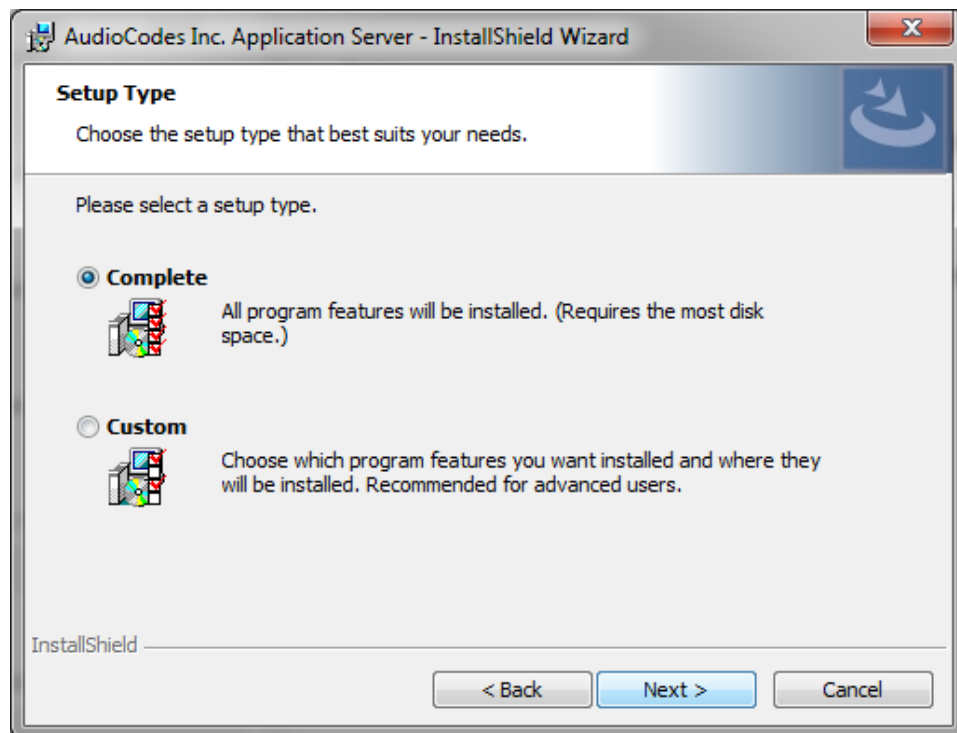 AudioCodes Inc. Application Server - InstallShield Wizard
Setup Type
Choose the setup type that best suits your needs.
Please select a setup type.
Complete
All program features will be installed. (Requires the most disk
space.)
Custom
Choose which program features you want installed and where they
will be installed. Recommended for advanced users.
InstallShield
< Back
Next >
Cancel